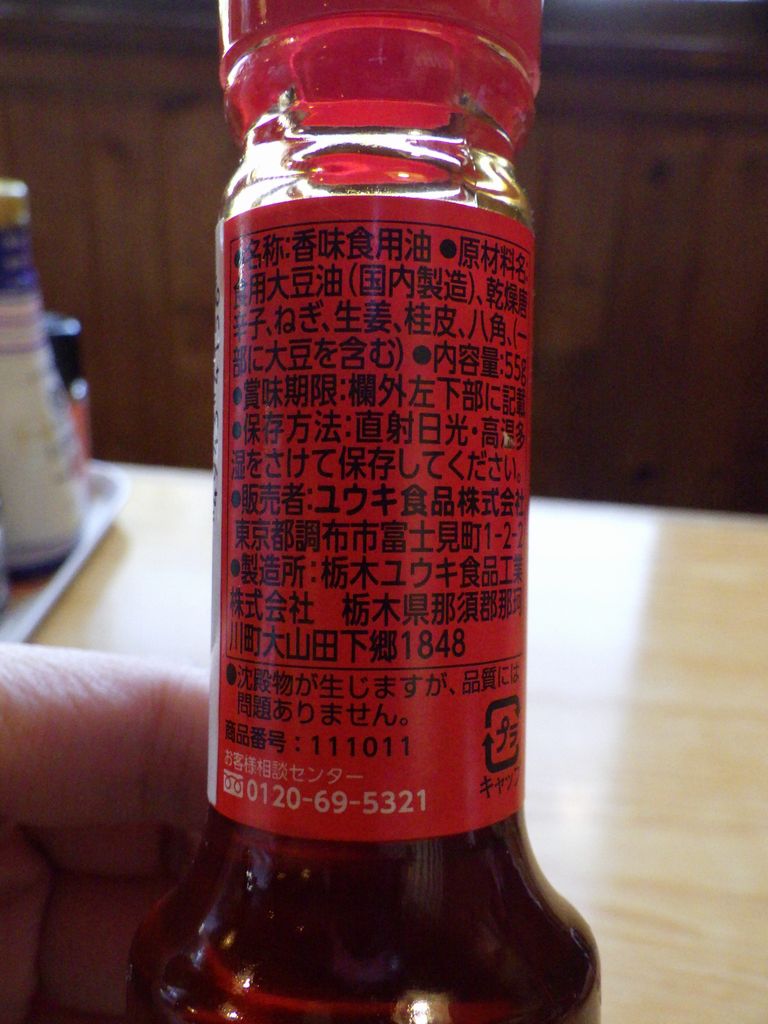 ●名称:香味食用油 ●原材料名:
食用大豆油(国内製造)、乾燥唐
辛子、ねぎ、生姜、桂皮、八角、(一
部に大豆を含む) ●内容量:55g
●賞味期限:欄外左下部に記載
●保存方法:直射日光・高温多
湿をさけて保存してください。
●販売者:ユウキ食品株式会社
東京都調布市富士見町1-2-2
●製造所:栃木ユウキ食品工業
株式会社 栃木県那須郡那珂
川町大山田下郷1848
●沈殿物が生じますが、品質には
問題ありません。
商品番号:111011
プラ
キャップ
お客様相談センター
0120-69-5321